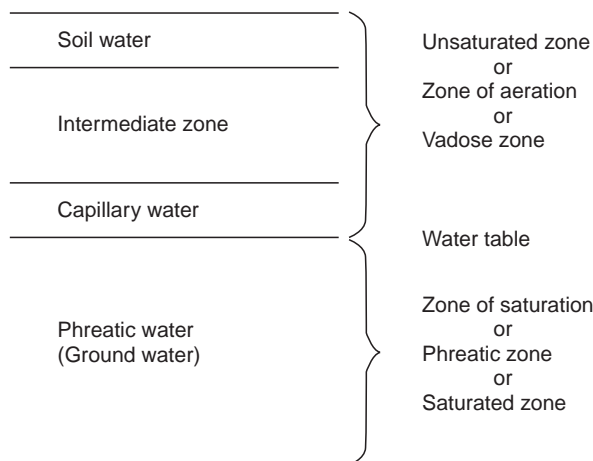 Soil water
Intermediate zone
Capillary water
Unsaturated zone
or
Zone of aeration
or
Vadose zone
Water table
Phreatic water
(Ground water)
Zone of saturation
or
Phreatic zone
or
Saturated zone